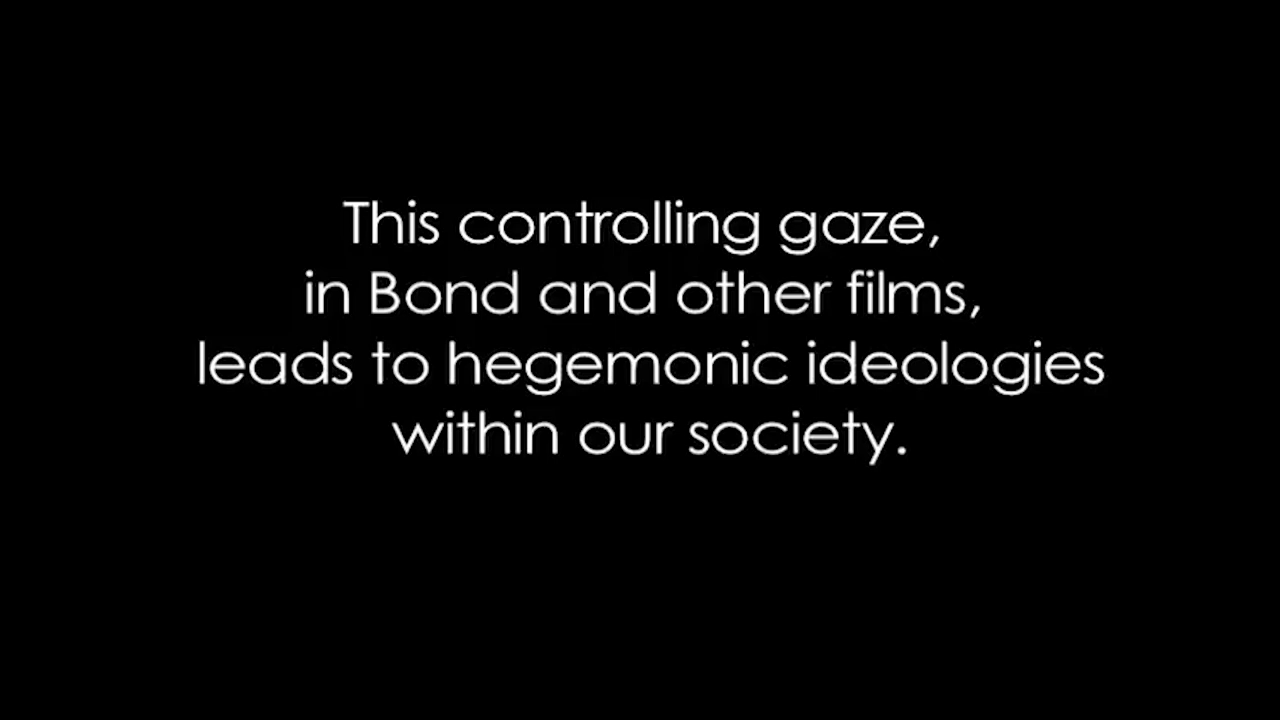 This controlling gaze,
in Bond and other films,
leads to hegemonic ideologies
within our society.